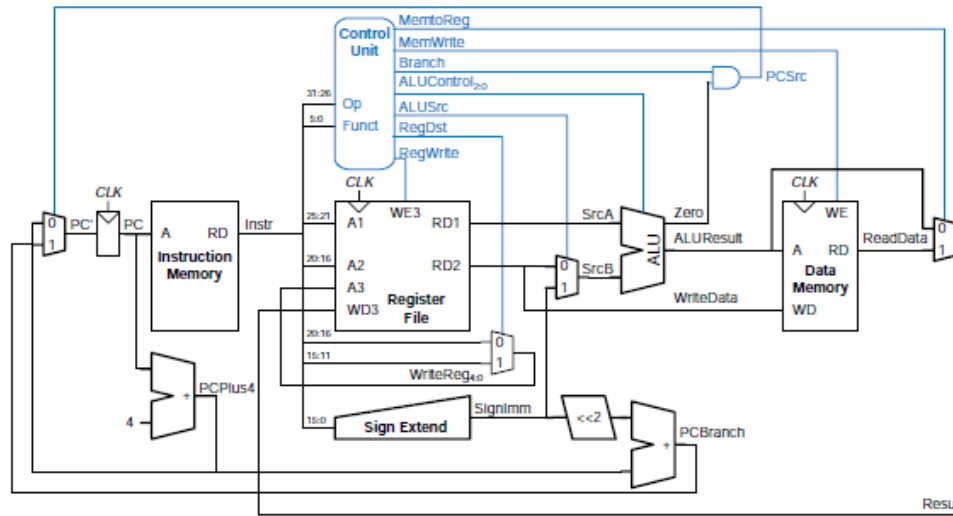 MemtoReg
Control Unit
MemWrite
Branch
PCSrc
ALUControl2:0
31:26
Op
ALUSrc
5:0
Funct
RegDst
RegWrite
CLK
CLK
CLK
0
1
PC'
PC
A
RD
Instruction Memory
Instr
25:21
A1
WE3
RD1
SrcA
Zero
WE
0
1
20:16
A2
RD2
0
1
SrcB
ALU
ALUResult
A
RD
ReadData
A3
WD3
Register File
Data Memory
WriteData
WD
20:16
0
15:11
1
WriteReg4:0
PCPlus4
+
4
15:0
Sign Extend
SignImm
<<2
+
PCBranch
Resu